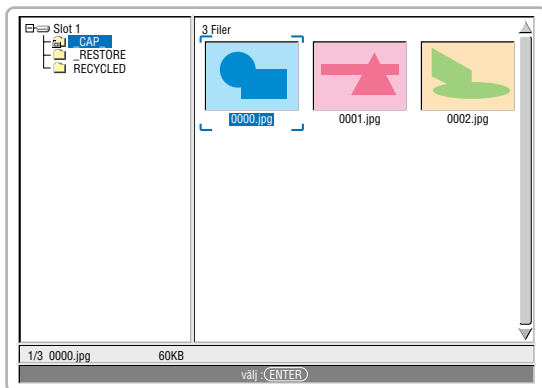 Slot 1
_CAP_
_RESTORE
RECYCLED
3 Filer
0000.jpg
0001.jpg
0002.jpg
1/3 0000.jpg 60KB
välj :ENTER